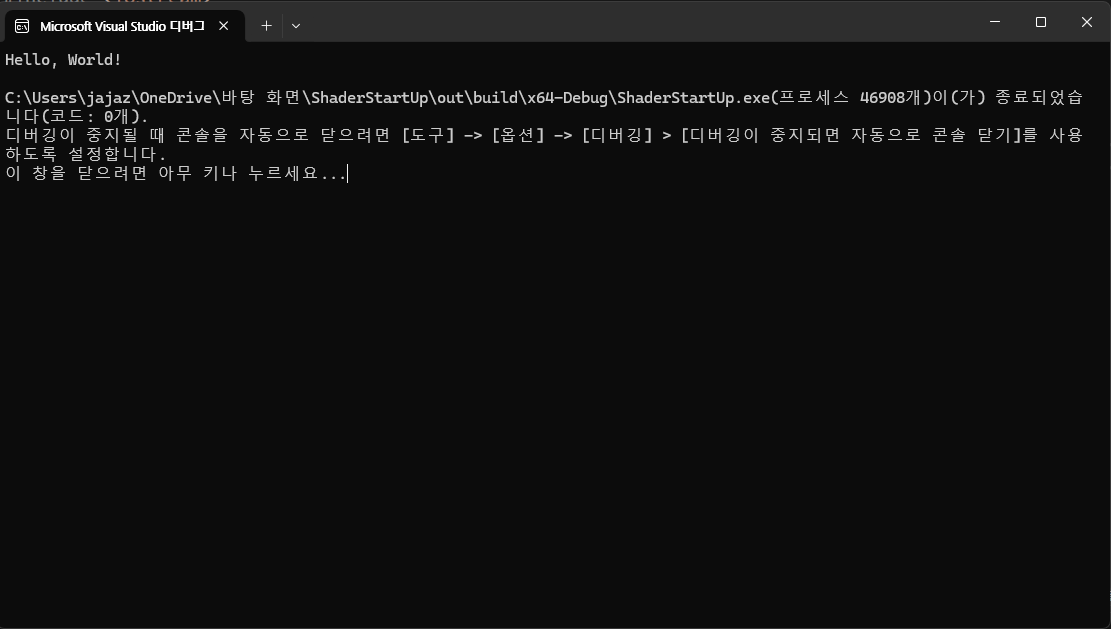 Microsoft Visual Studio 디버그
Hello, World!
C:\Users\jajaz\OneDrive\바탕 화면\ShaderStartUp\out\build\x64-Debug\ShaderStartUp.exe(프로세스 46908개)이(가) 종료되었습
니다(코드: 0개).
디버깅이 중지될 때 콘솔을 자동으로 닫으려면 [도구] -> [옵션] -> [디버깅] > [디버깅이 중지되면 자동으로 콘솔 닫기]를 사용
하도록 설정합니다.
이 창을 닫으려면 아무 키나 누르세요...